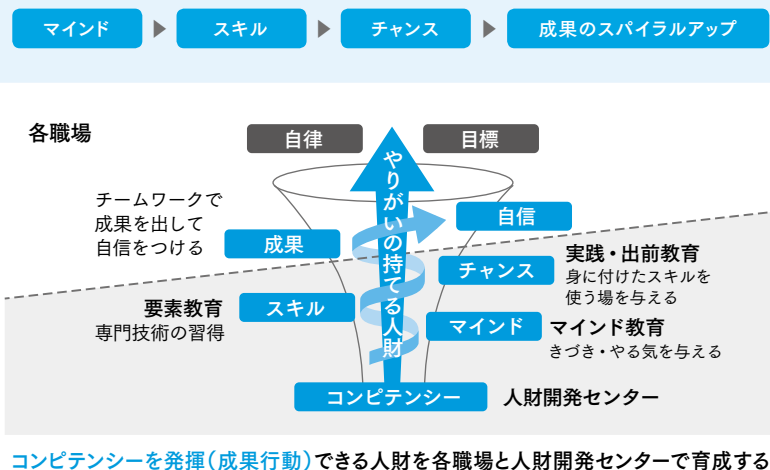 マインド
スキル
チャンス
成果のスパイラルアップ
各職場
自律
目標
やりがいの持てる人財
チームワークで
成果を出して
自信をつける
成果
自信
チャンス
実践・出前教育
身に付けたスキルを
使う場を与える
要素教育
専門技術の習得
スキル
マインド
マインド教育
きづき・やる気を与える
コンピテンシー
人財開発センター
コンピテンシーを発揮（成果行動）できる人財を各職場と人財開発センターで育成する